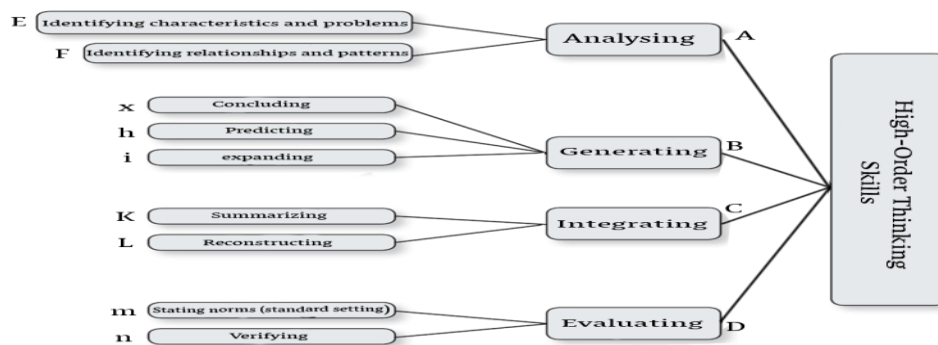 E Identifying characteristics and problems
F Identifying relationships and patterns
Analysing A
x Concluding
h Predicting
i expanding
Generating B
K Summarizing
L Reconstructing
Integrating C
m Stating norms (standard setting)
n Verifying
Evaluating D
High-Order Thinking
Skills